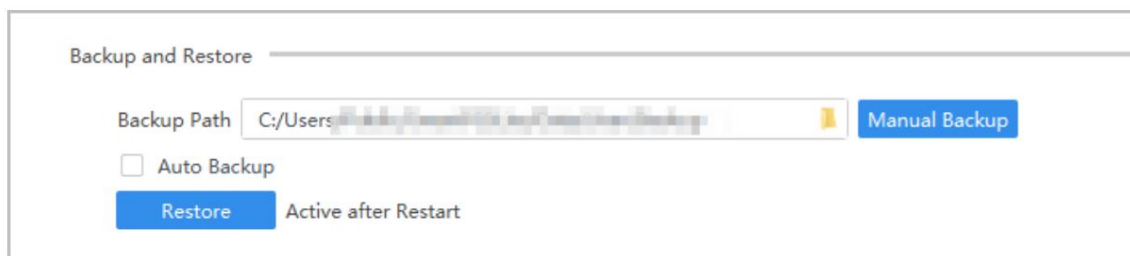 Backup and Restore
Backup Path C:/Users Manual Backup
Auto Backup
Restore Active after Restart